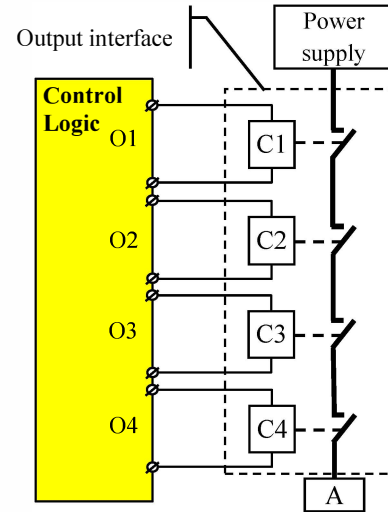 Output interface
Power
supply
Control
Logic
O1
C1
O2
C2
O3
C3
O4
C4
A